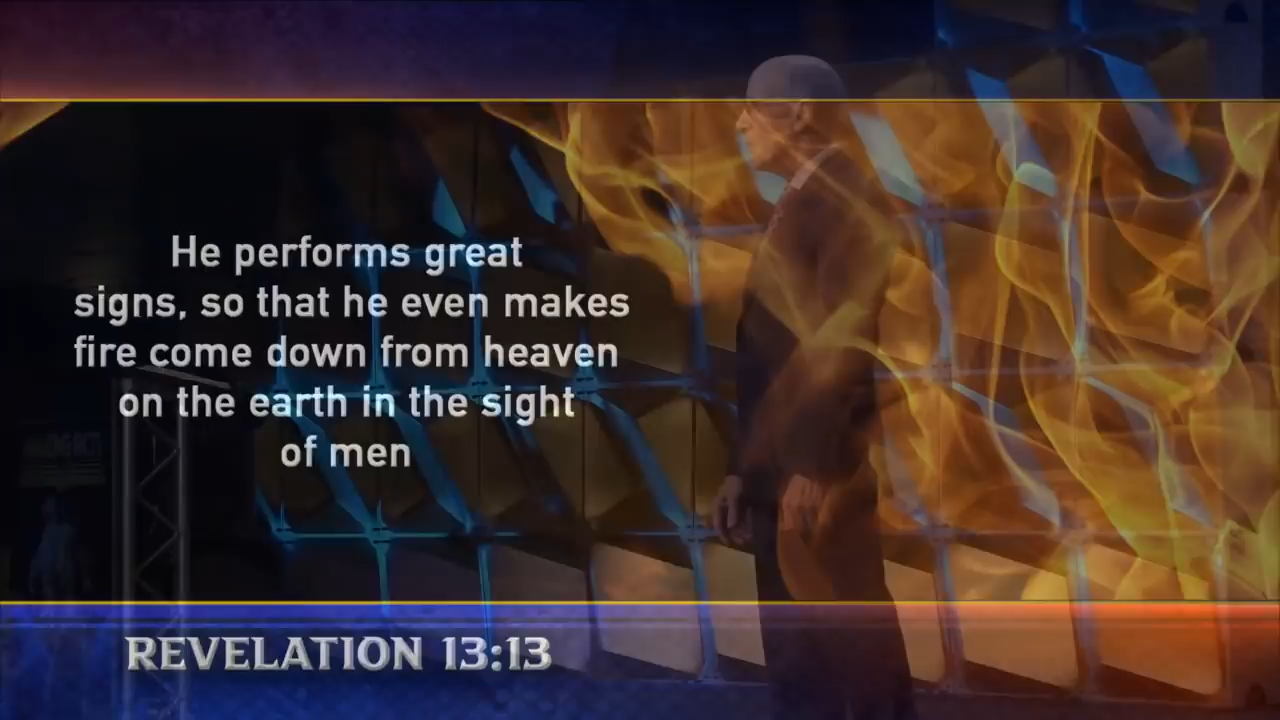 He performs great
signs, so that he even makes
fire come down from heaven
on the earth in the sight
of men
REVELATION 13:13